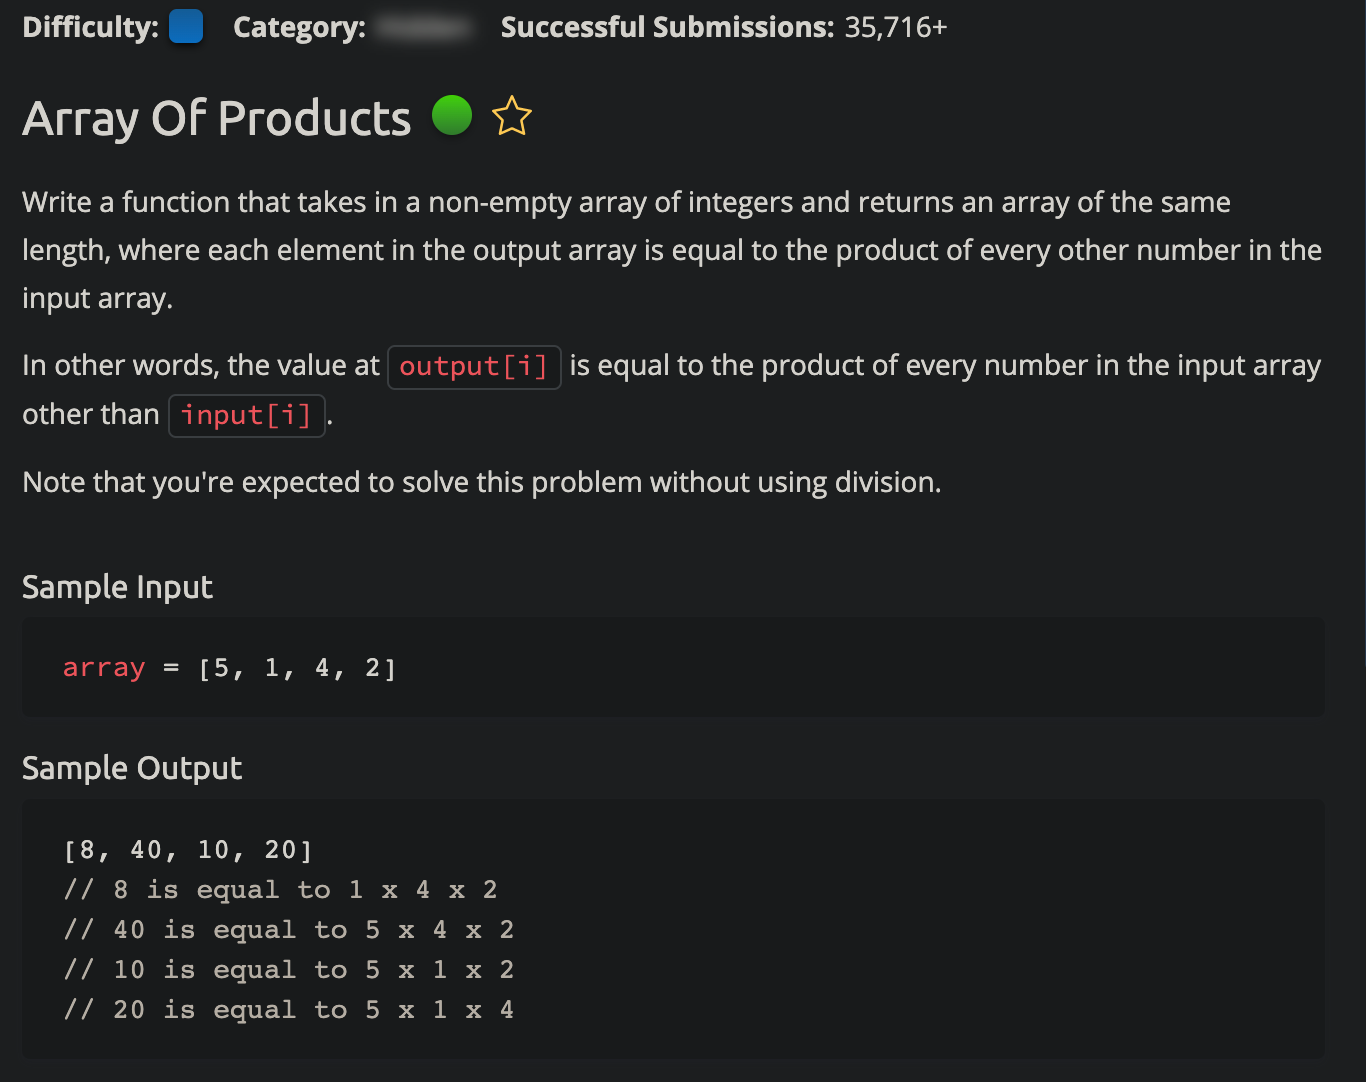 Difficulty: Category: Successful Submissions: 35,716+
Array Of Products
Write a function that takes in a non-empty array of integers and returns an array of the same
length, where each element in the output array is equal to the product of every other number in the
input array.
In other words, the value at output[i] is equal to the product of every number in the input array
other than input[i].
Note that you're expected to solve this problem without using division.
Sample Input
array = [5, 1, 4, 2]
Sample Output
[8, 40, 10, 20]
// 8 is equal to 1 x 4 x 2
// 40 is equal to 5 x 4 x 2
// 10 is equal to 5 x 1 x 2
// 20 is equal to 5 x 1 x 4